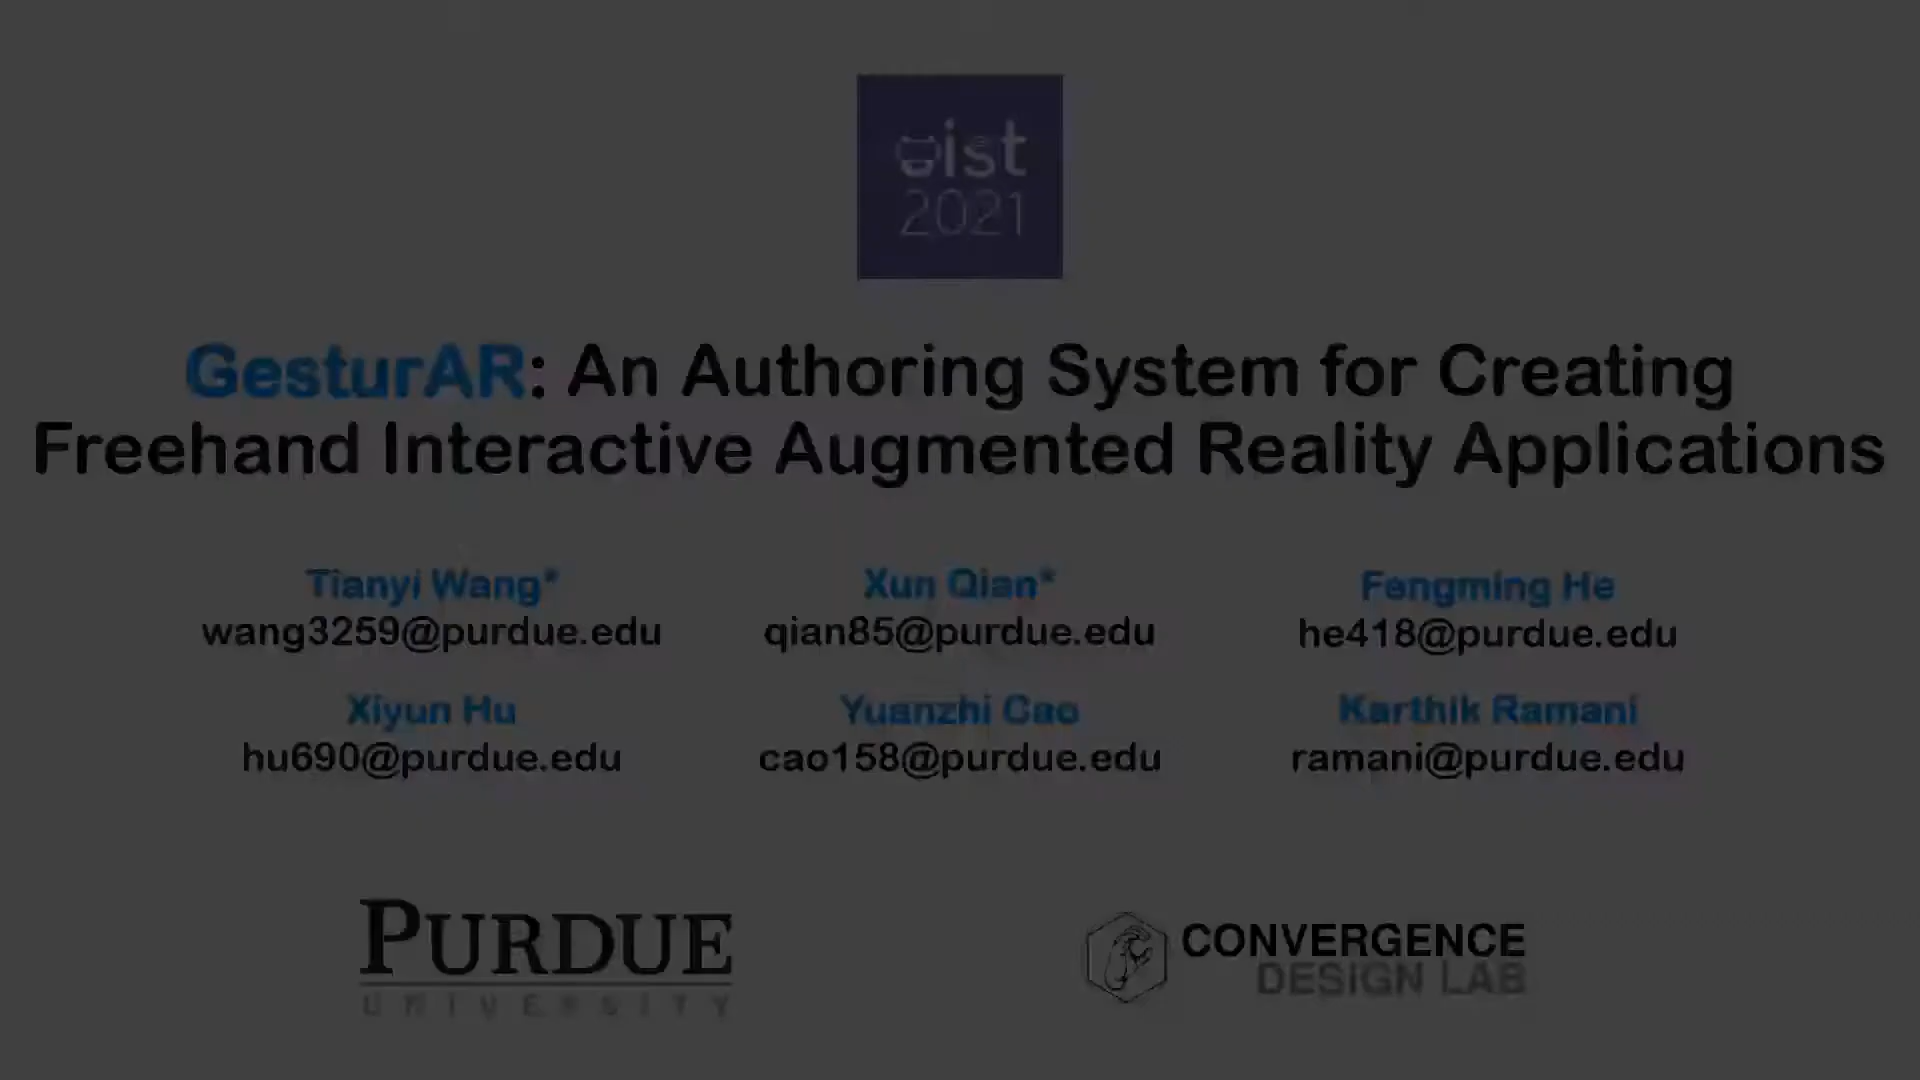 uist
2021
GesturAR: An Authoring System for Creating
Freehand Interactive Augmented Reality Applications
Tianyi Wang*
wang3259@purdue.edu
Xun Qian*
qian85@purdue.edu
Fengming He
he418@purdue.edu
Xiyun Hu
hu690@purdue.edu
Yuanzhi Cao
cao158@purdue.edu
Karthik Ramani
ramani@purdue.edu
PURDUE
UNIVERSITY
CONVERGENCE
DESIGN LAB